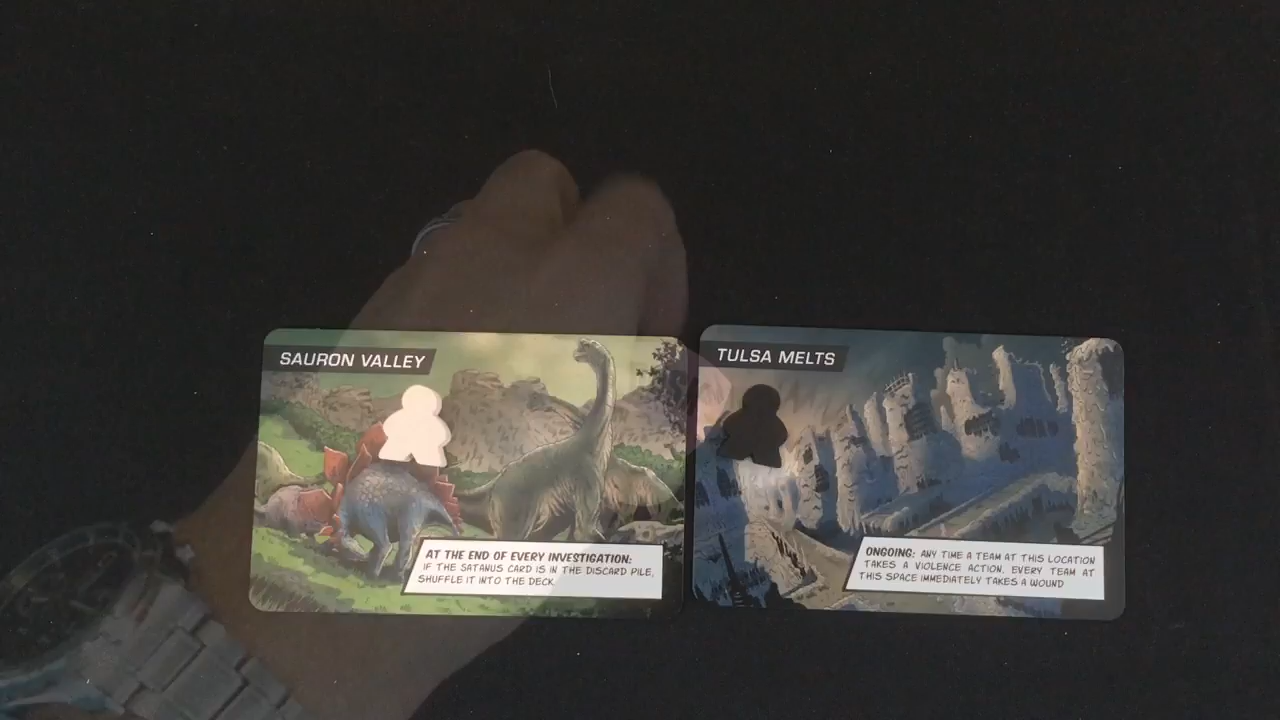 SAURON VALLEY
AT THE END OF EVERY INVESTIGATION:
IF THE SATANUS CARD IS IN THE DISCARD PILE,
SHUFFLE IT INTO THE DECK
TULSA MELTS
ONGOING: ANY TIME A TEAM AT THIS LOCATION
TAKES A VIOLENCE ACTION, EVERY TEAM AT
THIS SPACE IMMEDIATELY TAKES A WOUND